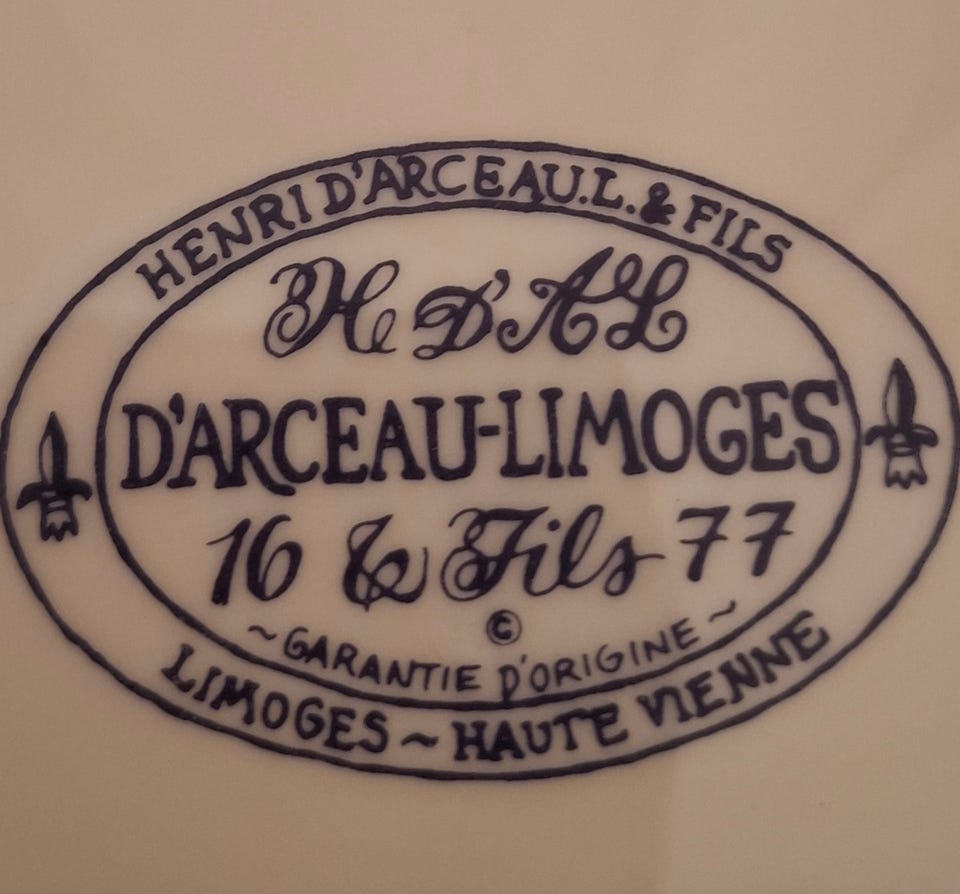 HENRI D'ARCEAU.L. & FILS
H D'AL
D'ARCEAU-LIMOGES
16 & Fils 77
©
~ GARANTIE D'ORIGINE ~
LIMOGES ~ HAUTE VIENNE